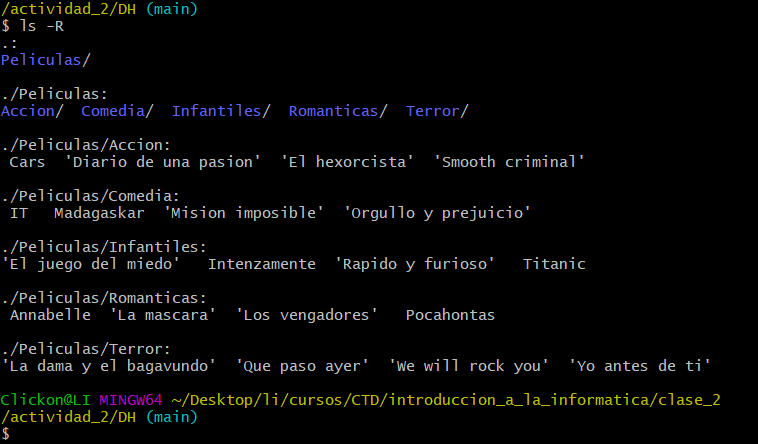 /actividad_2/DH (main)
$ ls -R
.:
Peliculas/
./Peliculas:
Accion/  Comedia/  Infantiles/  Romanticas/  Terror/
./Peliculas/Accion:
 Cars  'Diario de una pasion'  'El hexorcista'  'Smooth criminal'
./Peliculas/Comedia:
 IT   Madagaskar  'Mision imposible'  'Orgullo y prejuicio'
./Peliculas/Infantiles:
'El juego del miedo'   Intenzamente  'Rapido y furioso'   Titanic
./Peliculas/Romanticas:
 Annabelle  'La mascara'  'Los vengadores'   Pocahontas
./Peliculas/Terror:
'La dama y el bagavundo'  'Que paso ayer'  'We will rock you'  'Yo antes de ti'
Clickon@LI MINGW64 ~/Desktop/li/cursos/CTD/introduccion_a_la_informatica/clase_2
/actividad_2/DH (main)
$